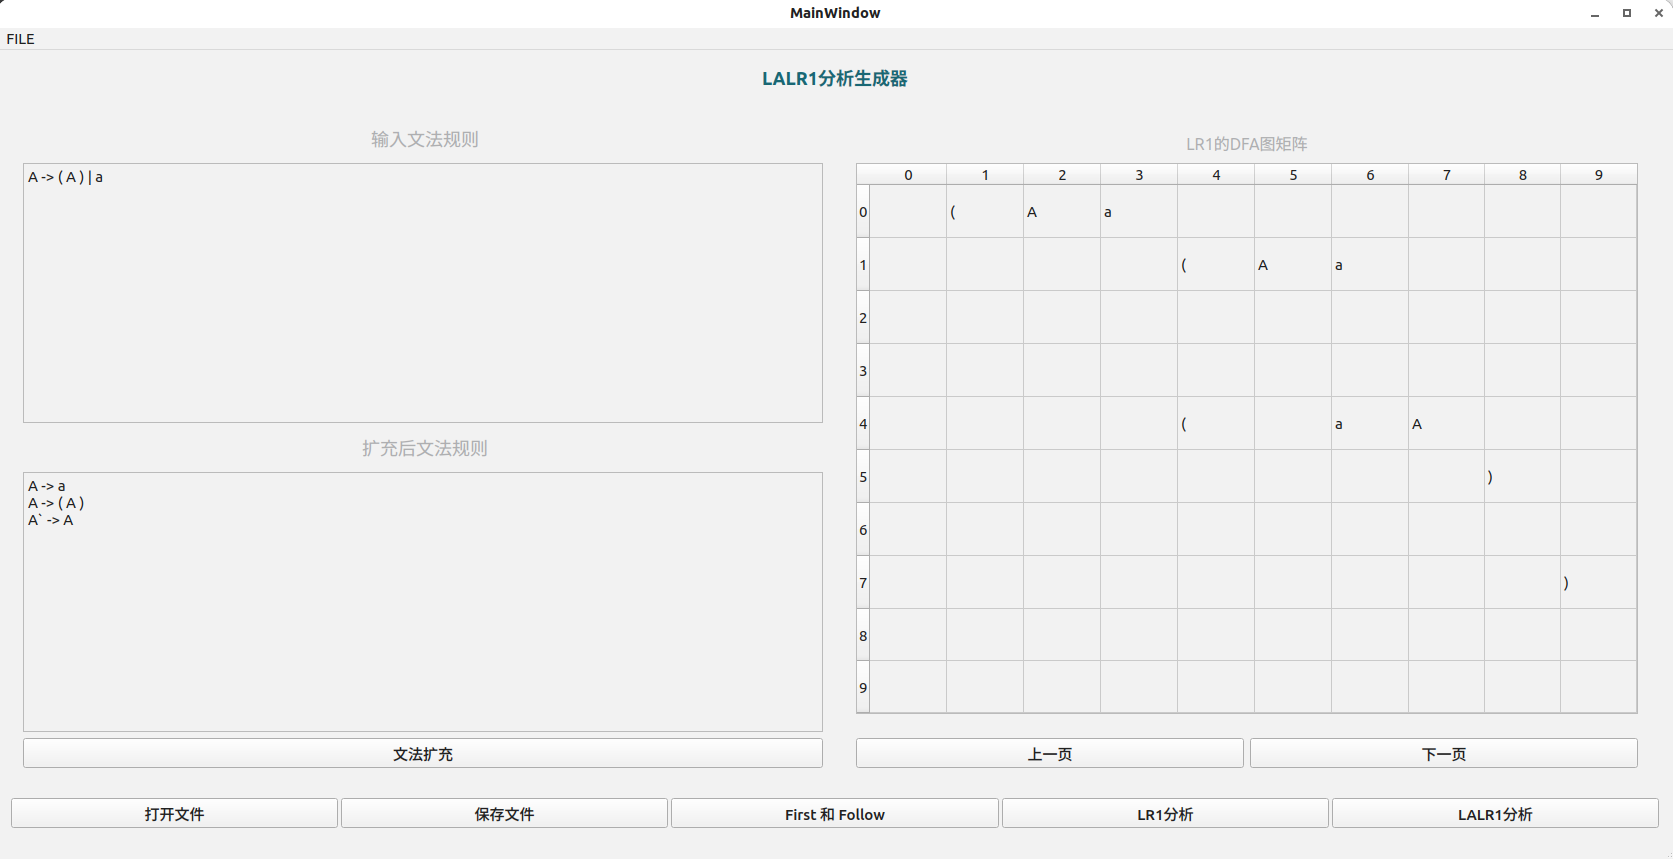 MainWindow
FILE
LALR1分析生成器
输入文法规则
A -> ( A ) | a
扩充后文法规则
A -> a
A -> ( A )
A` -> A
文法扩充
LR1的DFA图矩阵
0 1 2 3 4 5 6 7 8 9
0 ( A a
1 ( A a
2
3
4 ( a A
5 )
6
7 )
8
9
上一页 下一页
打开文件 保存文件 First 和 Follow LR1分析 LALR1分析